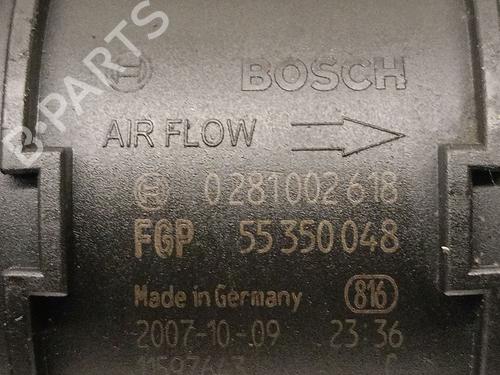 B-PARTS
BOSCH
AIR FLOW
0 281 002 618
FGP 55 350 048
Made in Germany 816
2007-10-09 23:36